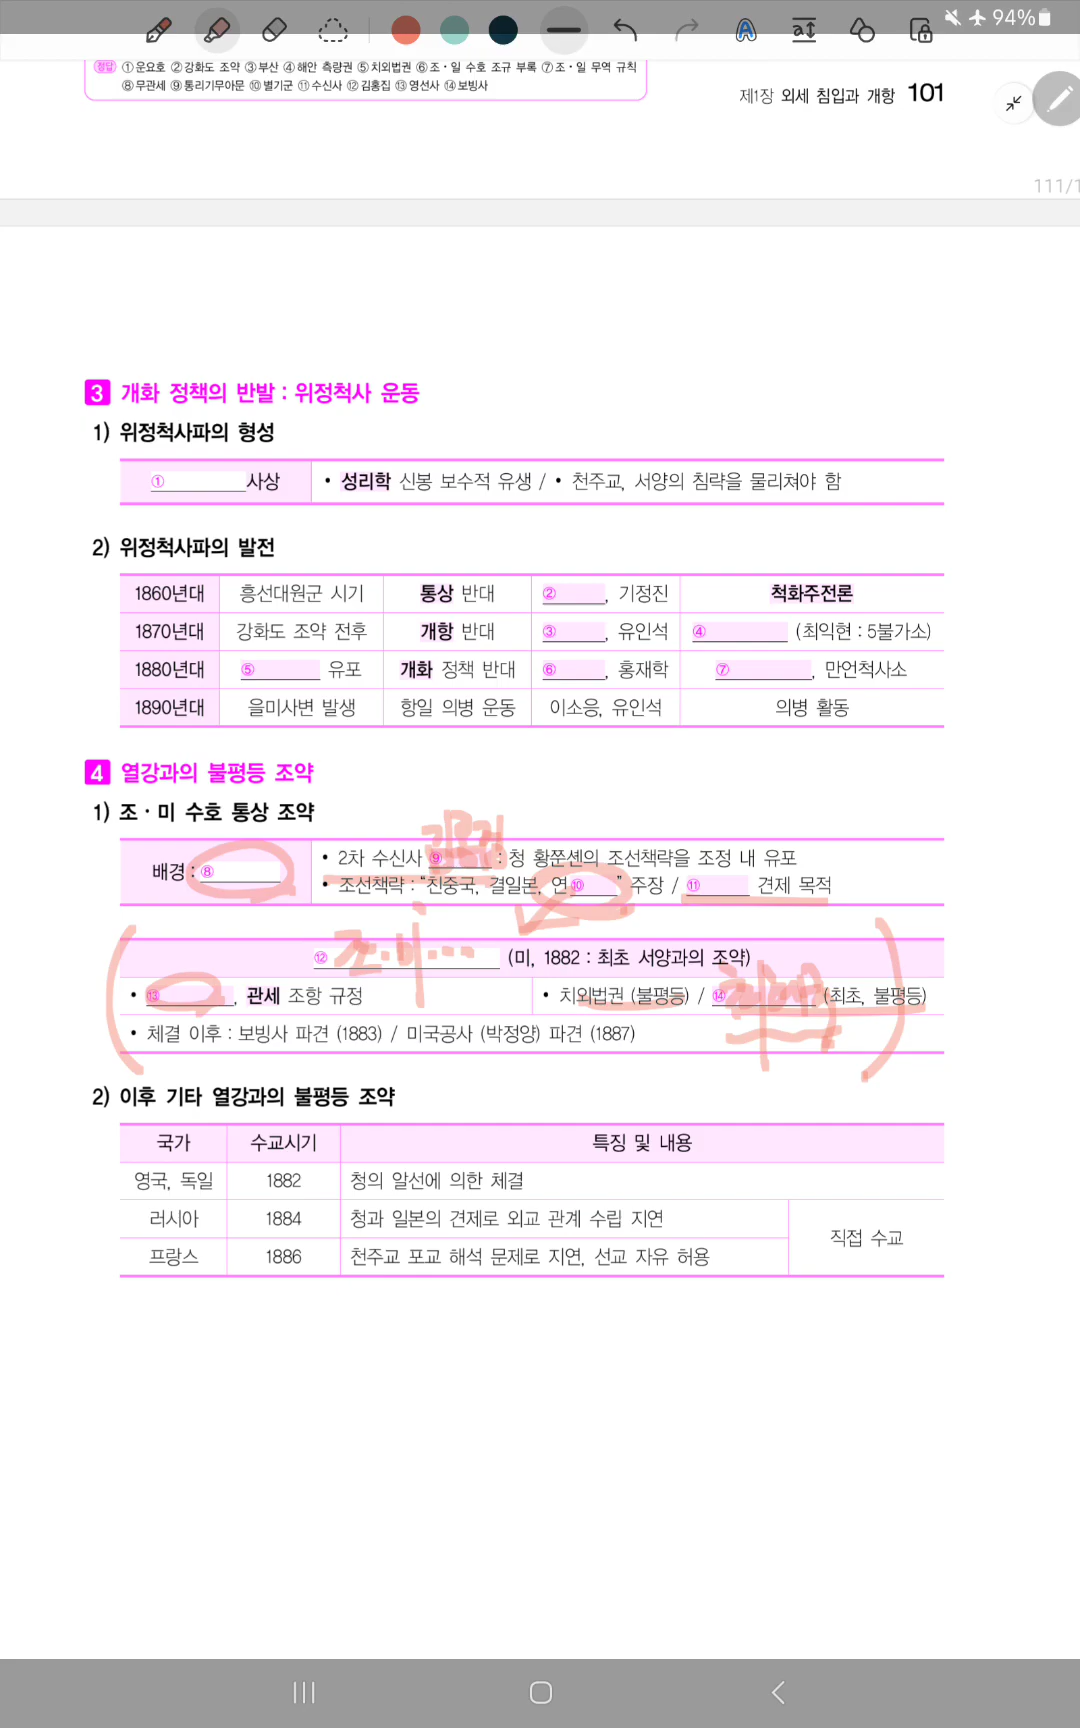 94%
정답 ①운요호 ②강화도 조약 ③부산 ④해안 측량권 ⑤치외법권 ⑥조·일 수호 조규 부록 ⑦조·일 무역 규칙
⑧무관세 ⑨통리기무아문 ⑩별기군 ⑪수신사 ⑫김홍집 ⑬영선사 ⑭보빙사
제1장 외세 침입과 개항 101
111/1
3 개화 정책의 반발 : 위정척사 운동
1) 위정척사파의 형성
① 사상 • 성리학 신봉 보수적 유생 / • 천주교, 서양의 침략을 물리쳐야 함
2) 위정척사파의 발전
1860년대 흥선대원군 시기 통상 반대 ② , 기정진 척화주전론
1870년대 강화도 조약 전후 개항 반대 ③ , 유인석 ④ (최익현 : 5불가소)
1880년대 ⑤ 유포 개화 정책 반대 ⑥ , 홍재학 ⑦ , 만언척사소
1890년대 을미사변 발생 항일 의병 운동 이소응, 유인석 의병 활동
4 열강과의 불평등 조약
1) 조·미 수호 통상 조약
배경 : ⑧ • 2차 수신사 ⑨ : 청 황쭌셴의 조선책략을 조정 내 유포
• 조선책략 : “친중국, 결일본, 연⑩ ” 주장 / ⑪ 견제 목적
⑫ (미, 1882 : 최초 서양과의 조약)
• ⑬ , 관세 조항 규정 • 치외법권 (불평등) / ⑭ (최초, 불평등)
• 체결 이후 : 보빙사 파견 (1883) / 미국공사 (박정양) 파견 (1887)
2) 이후 기타 열강과의 불평등 조약
국가 수교시기 특징 및 내용
영국, 독일 1882 청의 알선에 의한 체결
러시아 1884 청과 일본의 견제로 외교 관계 수립 지연 직접 수교
프랑스 1886 천주교 포교 해석 문제로 지연, 선교 자유 허용